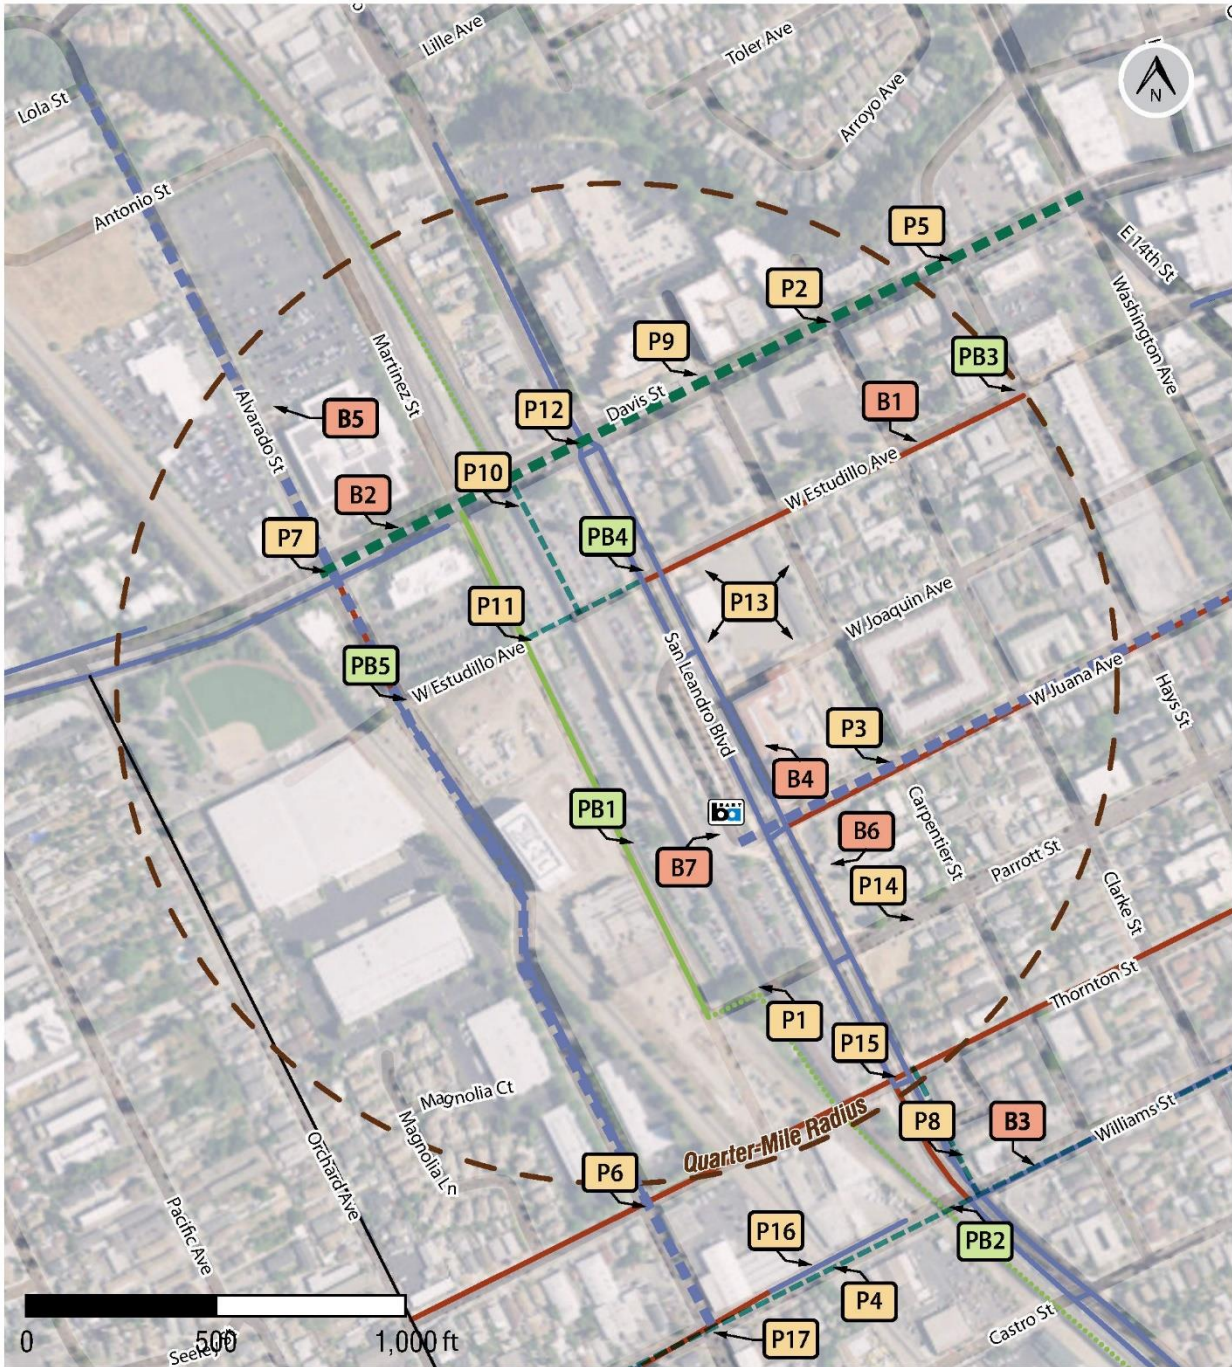 Lille Ave
Toler Ave
Lola St
Arroyo Ave
N
Antonio St
P5
E 14th St
P2
Washington Ave
P9
PB3
Martinez St
B5
Alvarado St
P12
Davis St
B1
P10
W Estudillo Ave
B2
P7
PB4
P11
P13
W Joaquin Ave
PB5
W Estudillo Ave
San Leandro Blvd
W Juana Ave
Hays St
P3
B4
PB1
BART
ba
B7
B6
Carpentier St
Parrott St
P14
Clarke St
Thornton St
P1
P15
Magnolia Ct
Magnolia Ln
Quarter-Mile Radius
P8
B3
Williams St
Orchard Ave
Pacific Ave
P6
P16
PB2
P4
Castro St
P17
0 500 1,000 ft